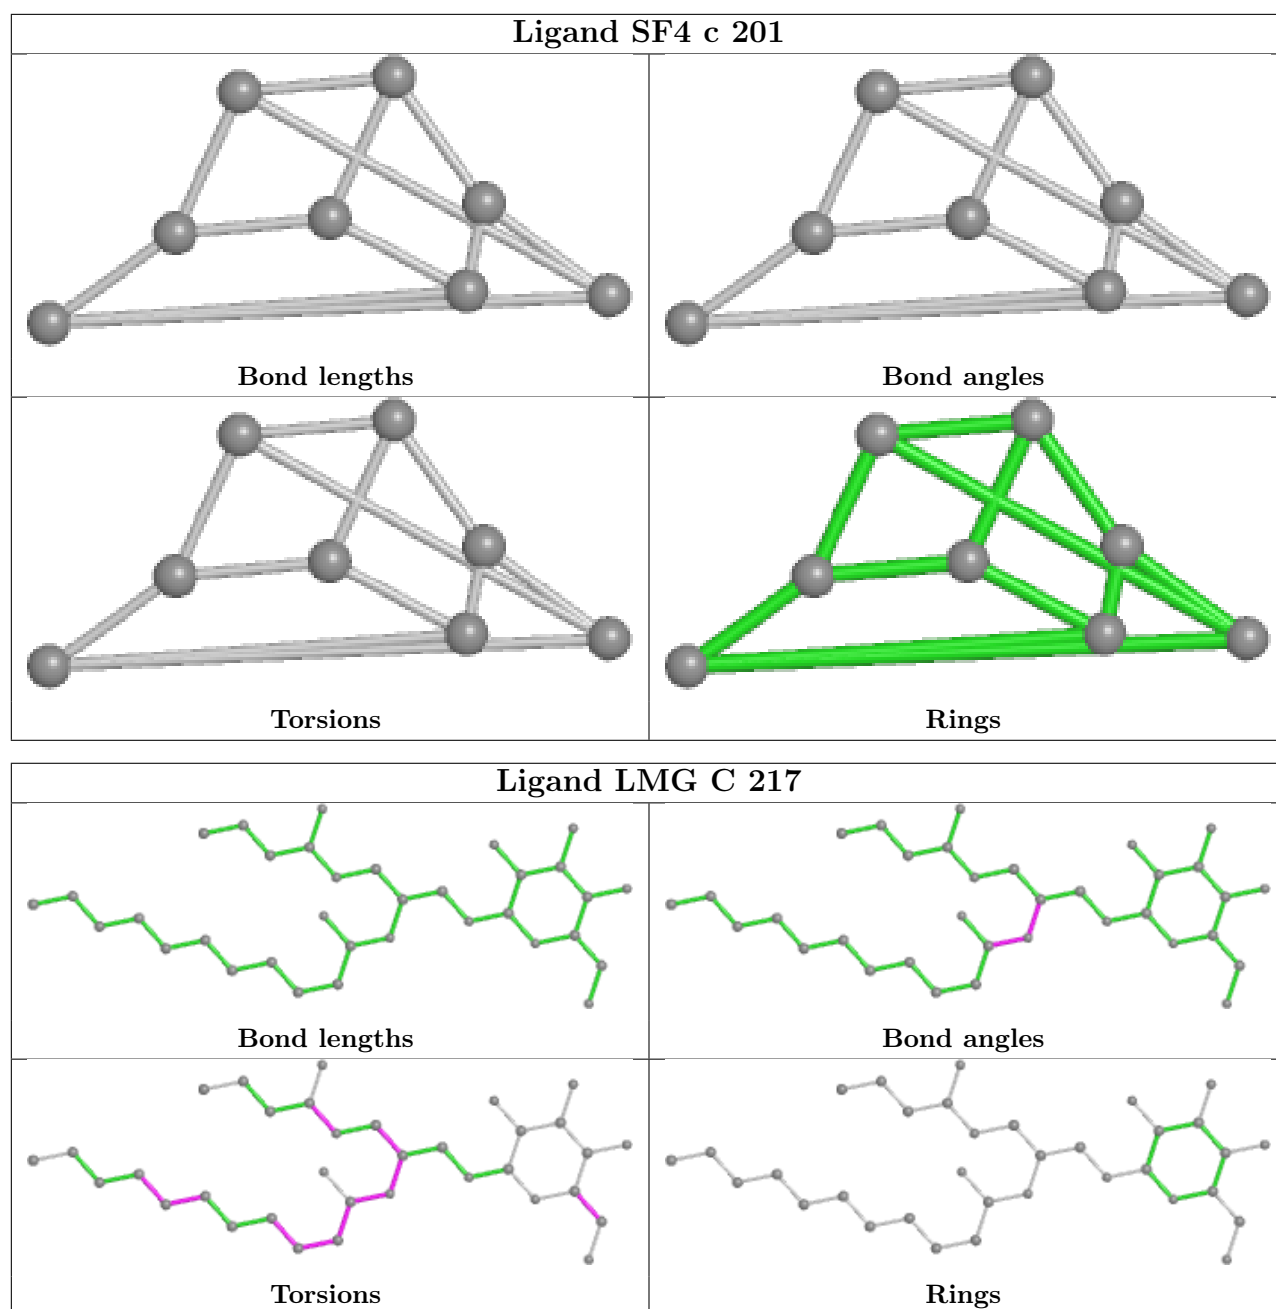 Ligand SF4 c 201
Bond lengths
Bond angles
Torsions
Rings
Ligand LMG C 217
Bond lengths
Bond angles
Torsions
Rings